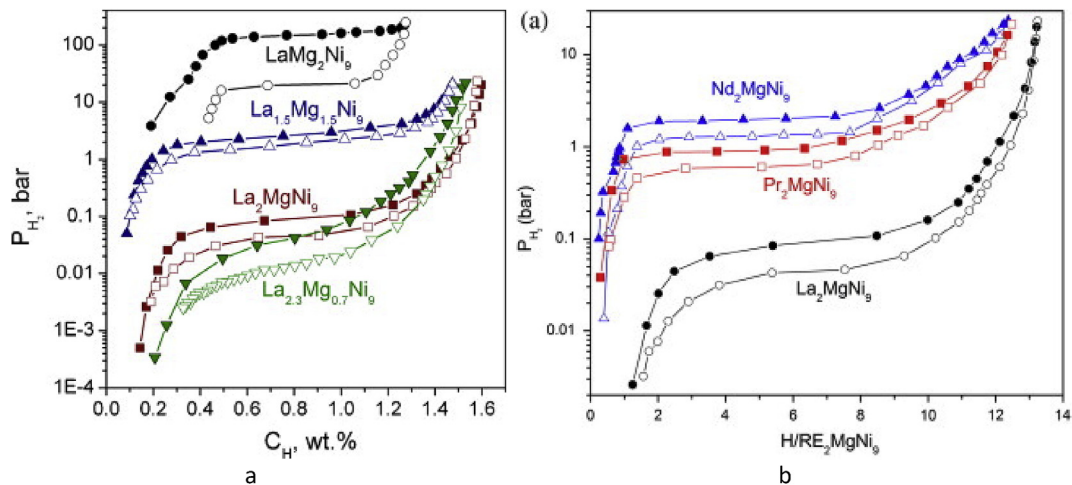 100
10
1
0.1
0.01
1E-3
1E-4
P_H₂, bar
LaMg₂Ni₉
La₁.₅Mg₁.₅Ni₉
La₂MgNi₉
La₂.₃Mg₀.₇Ni₉
0.0 0.2 0.4 0.6 0.8 1.0 1.2 1.4 1.6
C_H, wt.%
a
(a)
10
1
0.1
0.01
P_H₂ (bar)
Nd₂MgNi₉
Pr₂MgNi₉
La₂MgNi₉
0 2 4 6 8 10 12 14
H/RE₂MgNi₉
b